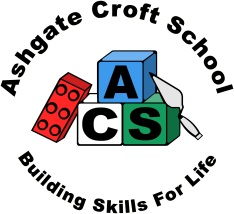 Ashgate Croft School
A
C S
Building Skills For Life